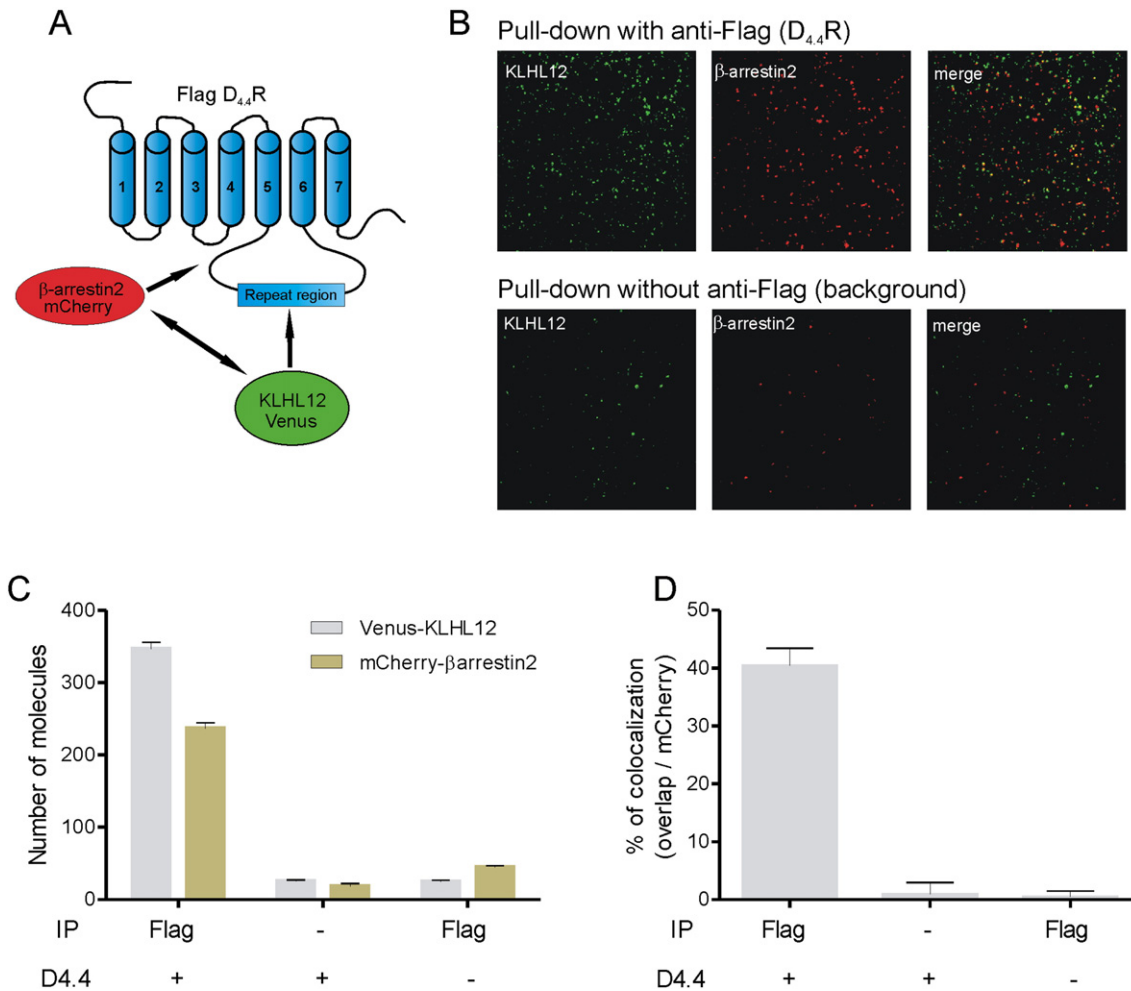 A
Flag D4.4R
1 2 3 4 5 6 7
β-arrestin2
mCherry
Repeat region
KLHL12
Venus
B
Pull-down with anti-Flag (D4.4R)
KLHL12 β-arrestin2 merge
Pull-down without anti-Flag (background)
KLHL12 β-arrestin2 merge
C
Number of molecules
400
300
200
100
0
Venus-KLHL12
mCherry-βarrestin2
IP Flag - Flag
D4.4 + + -
D
% of colocalization
(overlap / mCherry)
50
40
30
20
10
0
Flag - Flag
D4.4 + + -